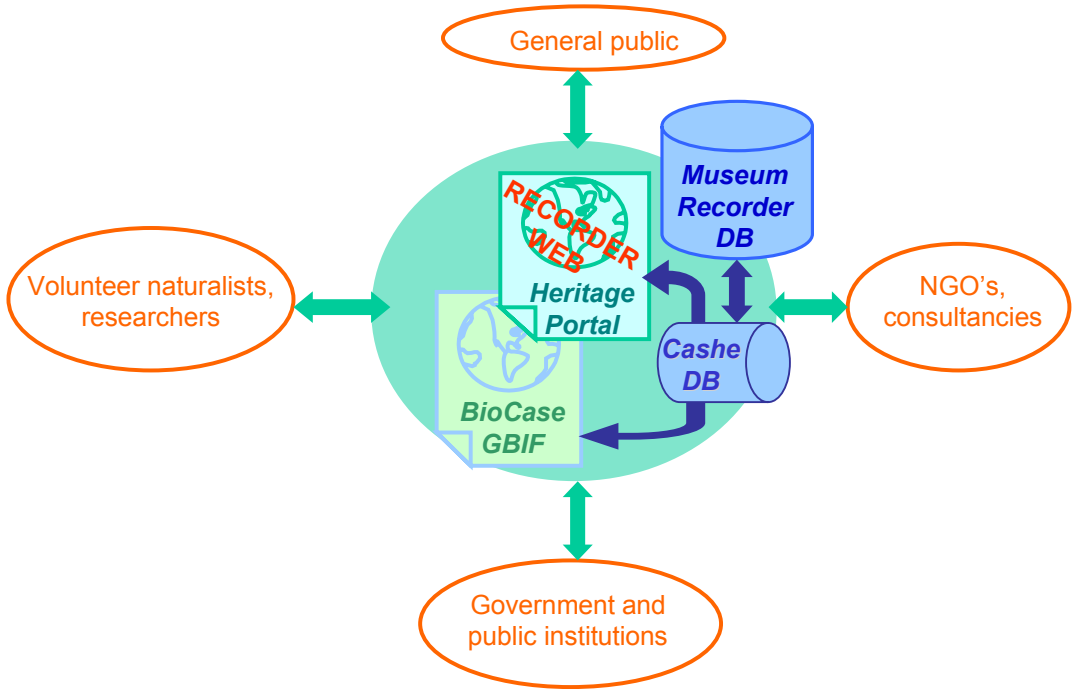 General public
Museum
Recorder
DB
RECORDER
WEB
Heritage
Portal
Volunteer naturalists,
researchers
NGO's,
consultancies
Cashe
DB
BioCase
GBIF
Government and
public institutions